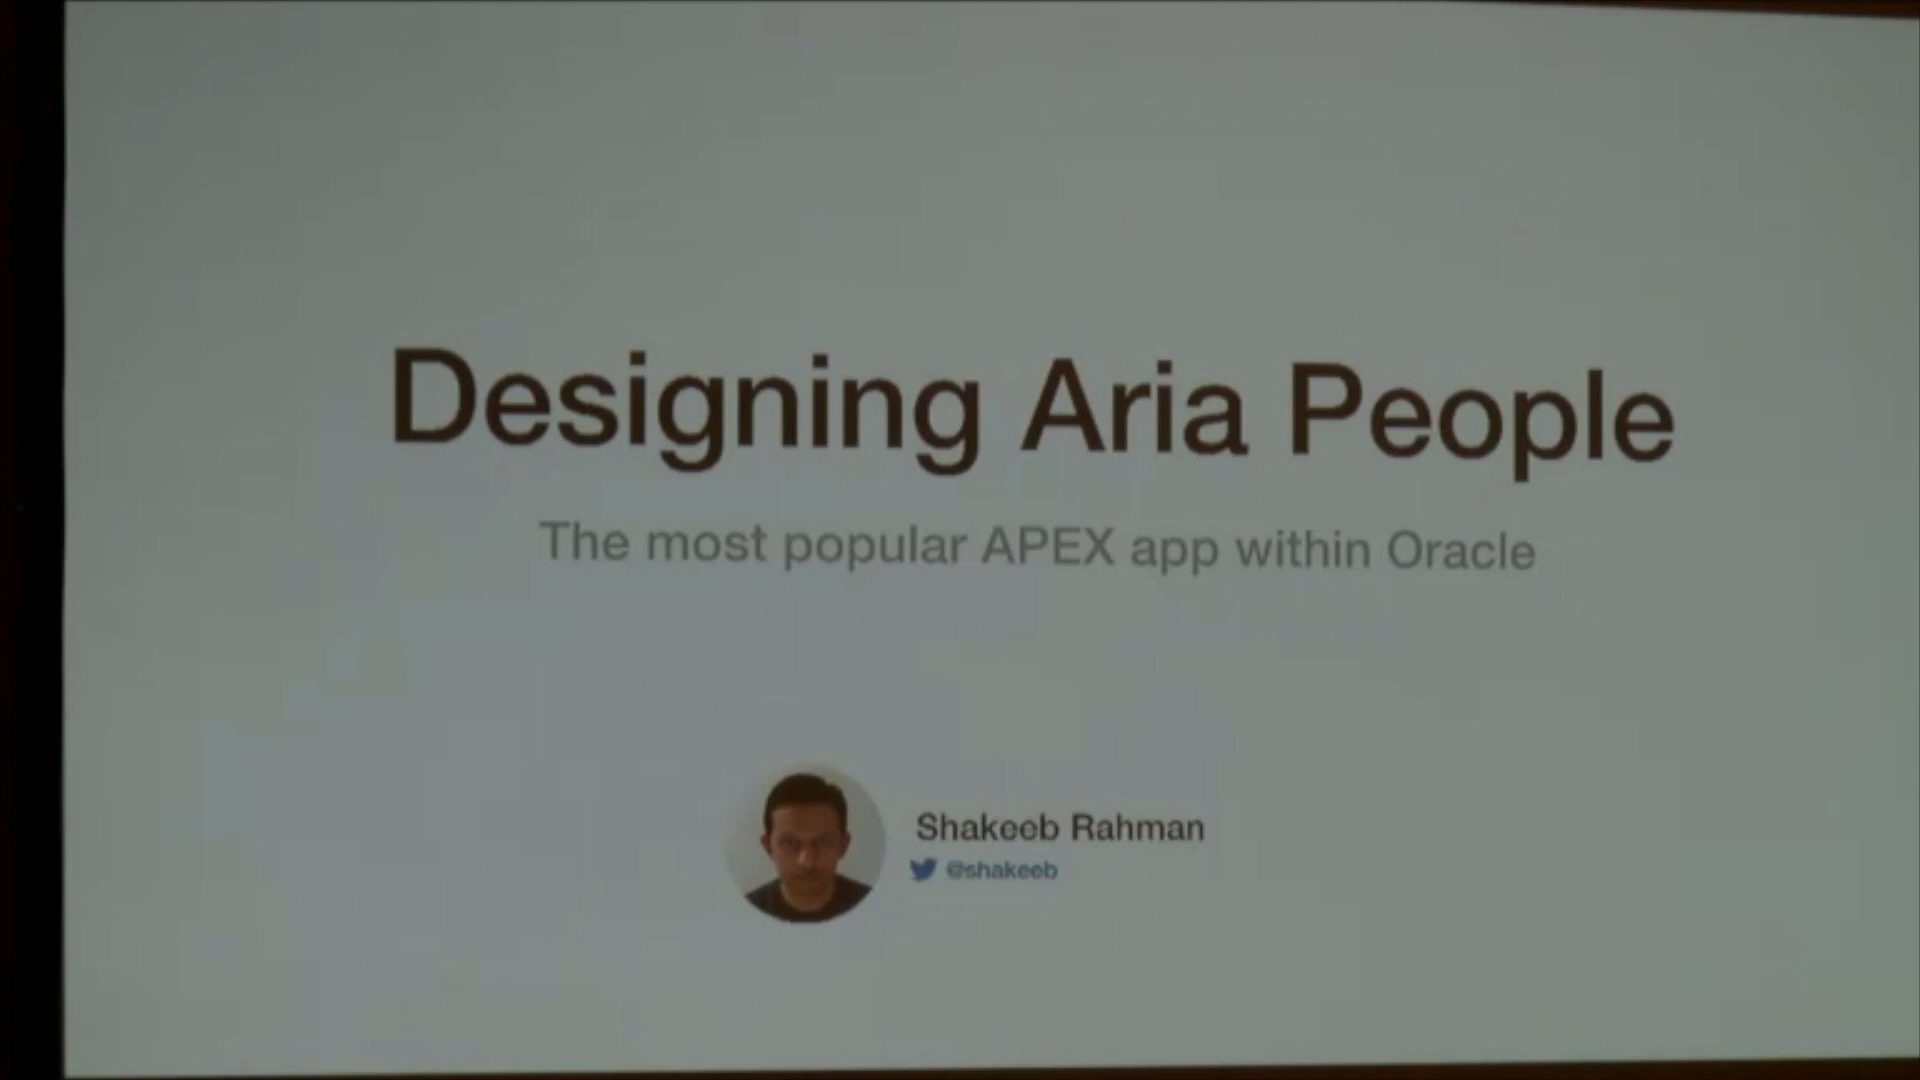 Designing Aria People
The most popular APEX app within Oracle
Shakeeb Rahman
@shakeeb